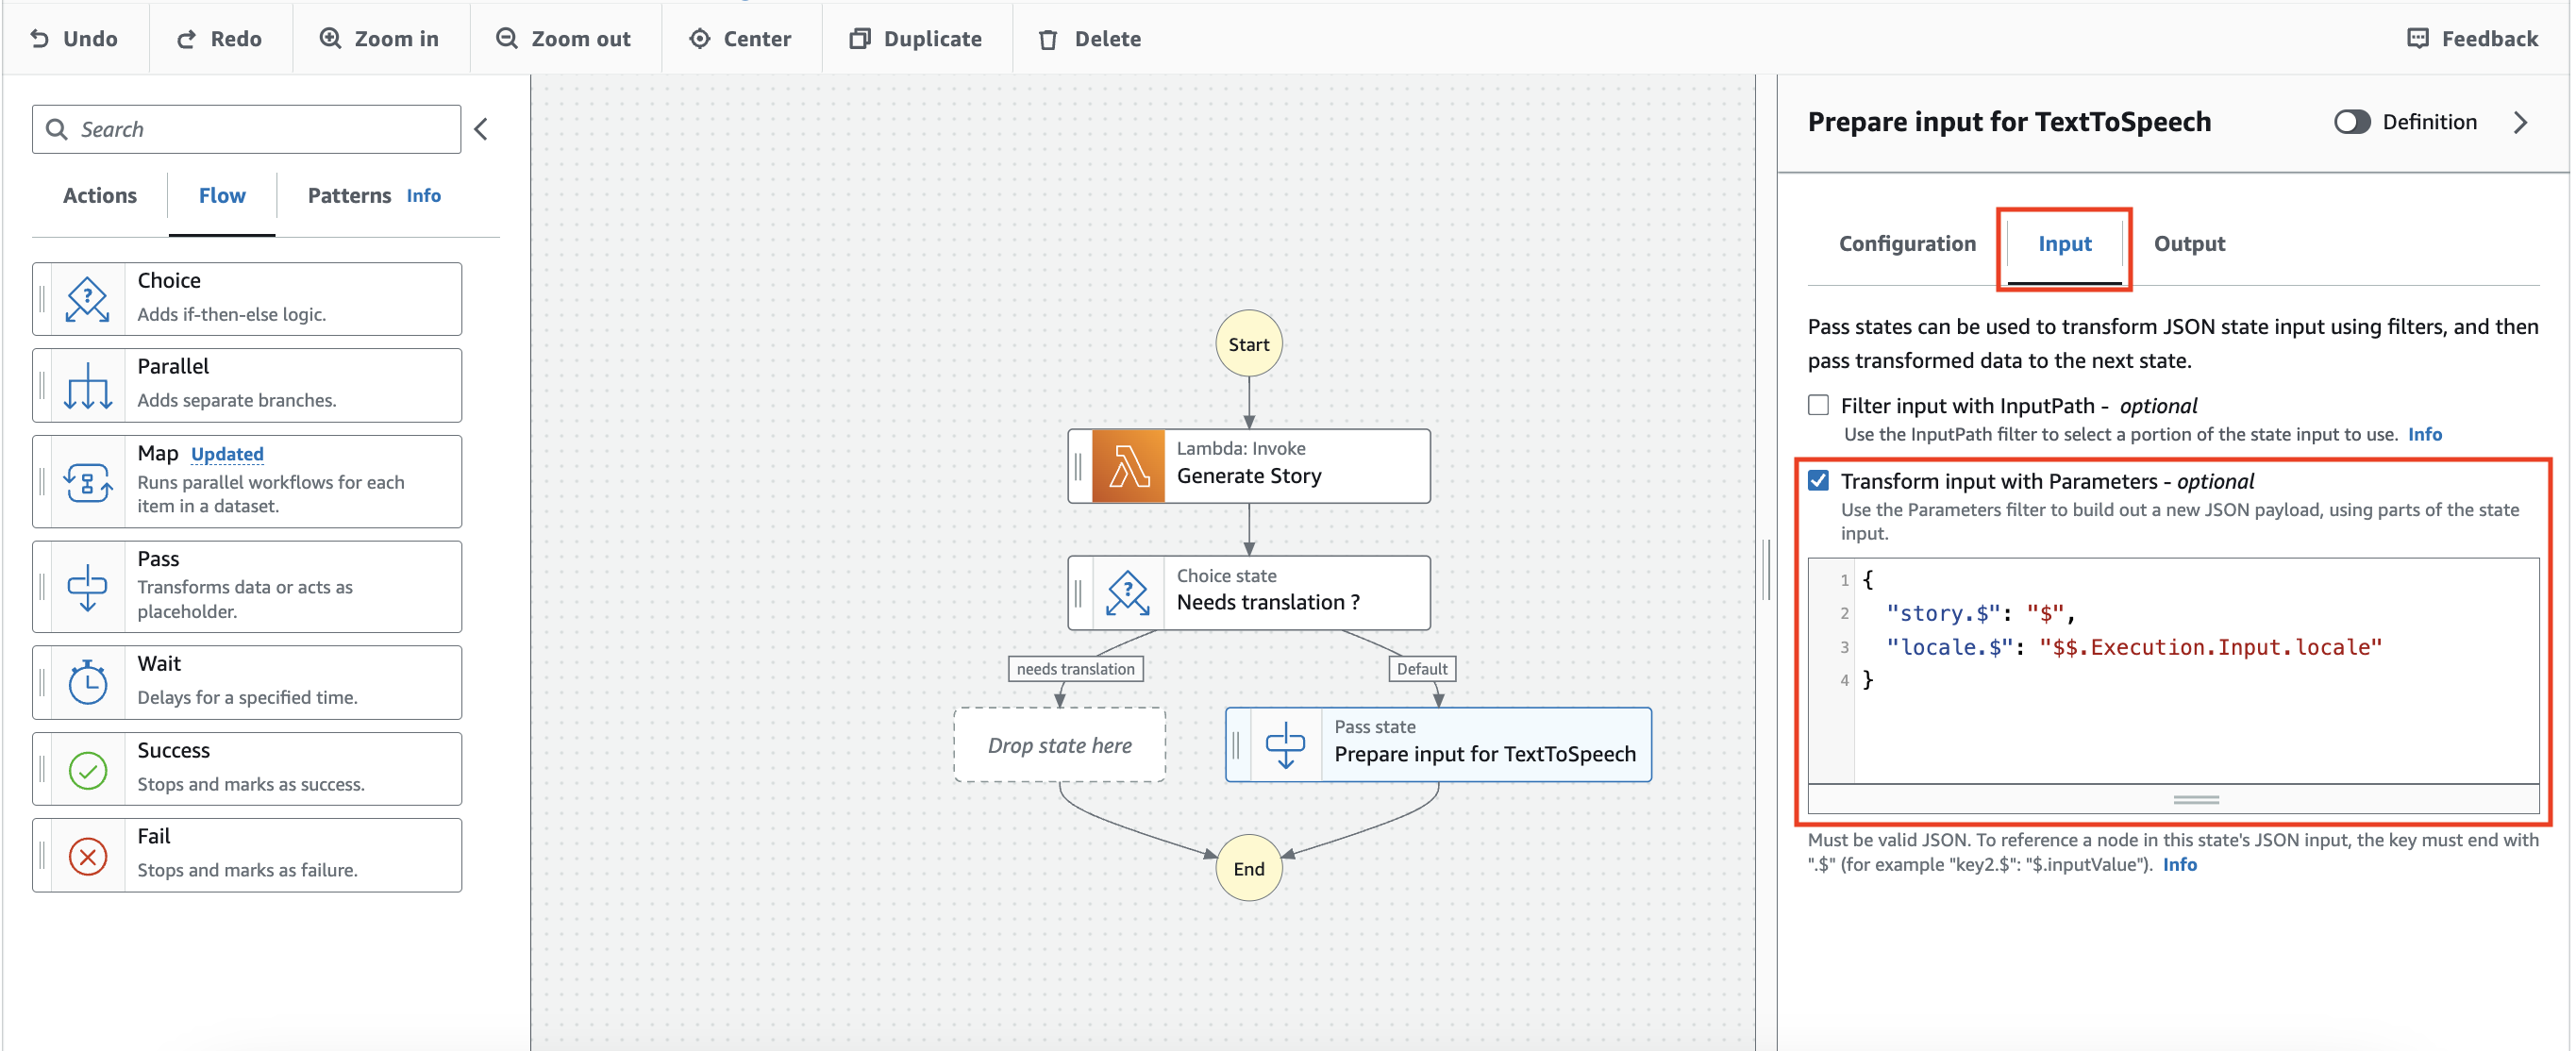 Undo
Redo
Zoom in
Zoom out
Center
Duplicate
Delete
Feedback
Search
Actions
Flow
Patterns Info
Choice
Adds if-then-else logic.
Parallel
Adds separate branches.
Map Updated
Runs parallel workflows for each
item in a dataset.
Pass
Transforms data or acts as
placeholder.
Wait
Delays for a specified time.
Success
Stops and marks as success.
Fail
Stops and marks as failure.
Start
Lambda: Invoke
Generate Story
Choice state
? Needs translation ?
needs translation
Default
Drop state here
Pass state
Prepare input for TextToSpeech
End
Prepare input for TextToSpeech
Definition
Configuration
Input
Output
Pass states can be used to transform JSON state input using filters, and then
pass transformed data to the next state.
Filter input with InputPath - optional
Use the InputPath filter to select a portion of the state input to use. Info
Transform input with Parameters - optional
Use the Parameters filter to build out a new JSON payload, using parts of the state
input.
1 {
2 "story.$": "$",
3 "locale.$": "$$.Execution.Input.locale"
4 }
Must be valid JSON. To reference a node in this state's JSON input, the key must end with
".$" (for example "key2.$": "$.inputValue"). Info